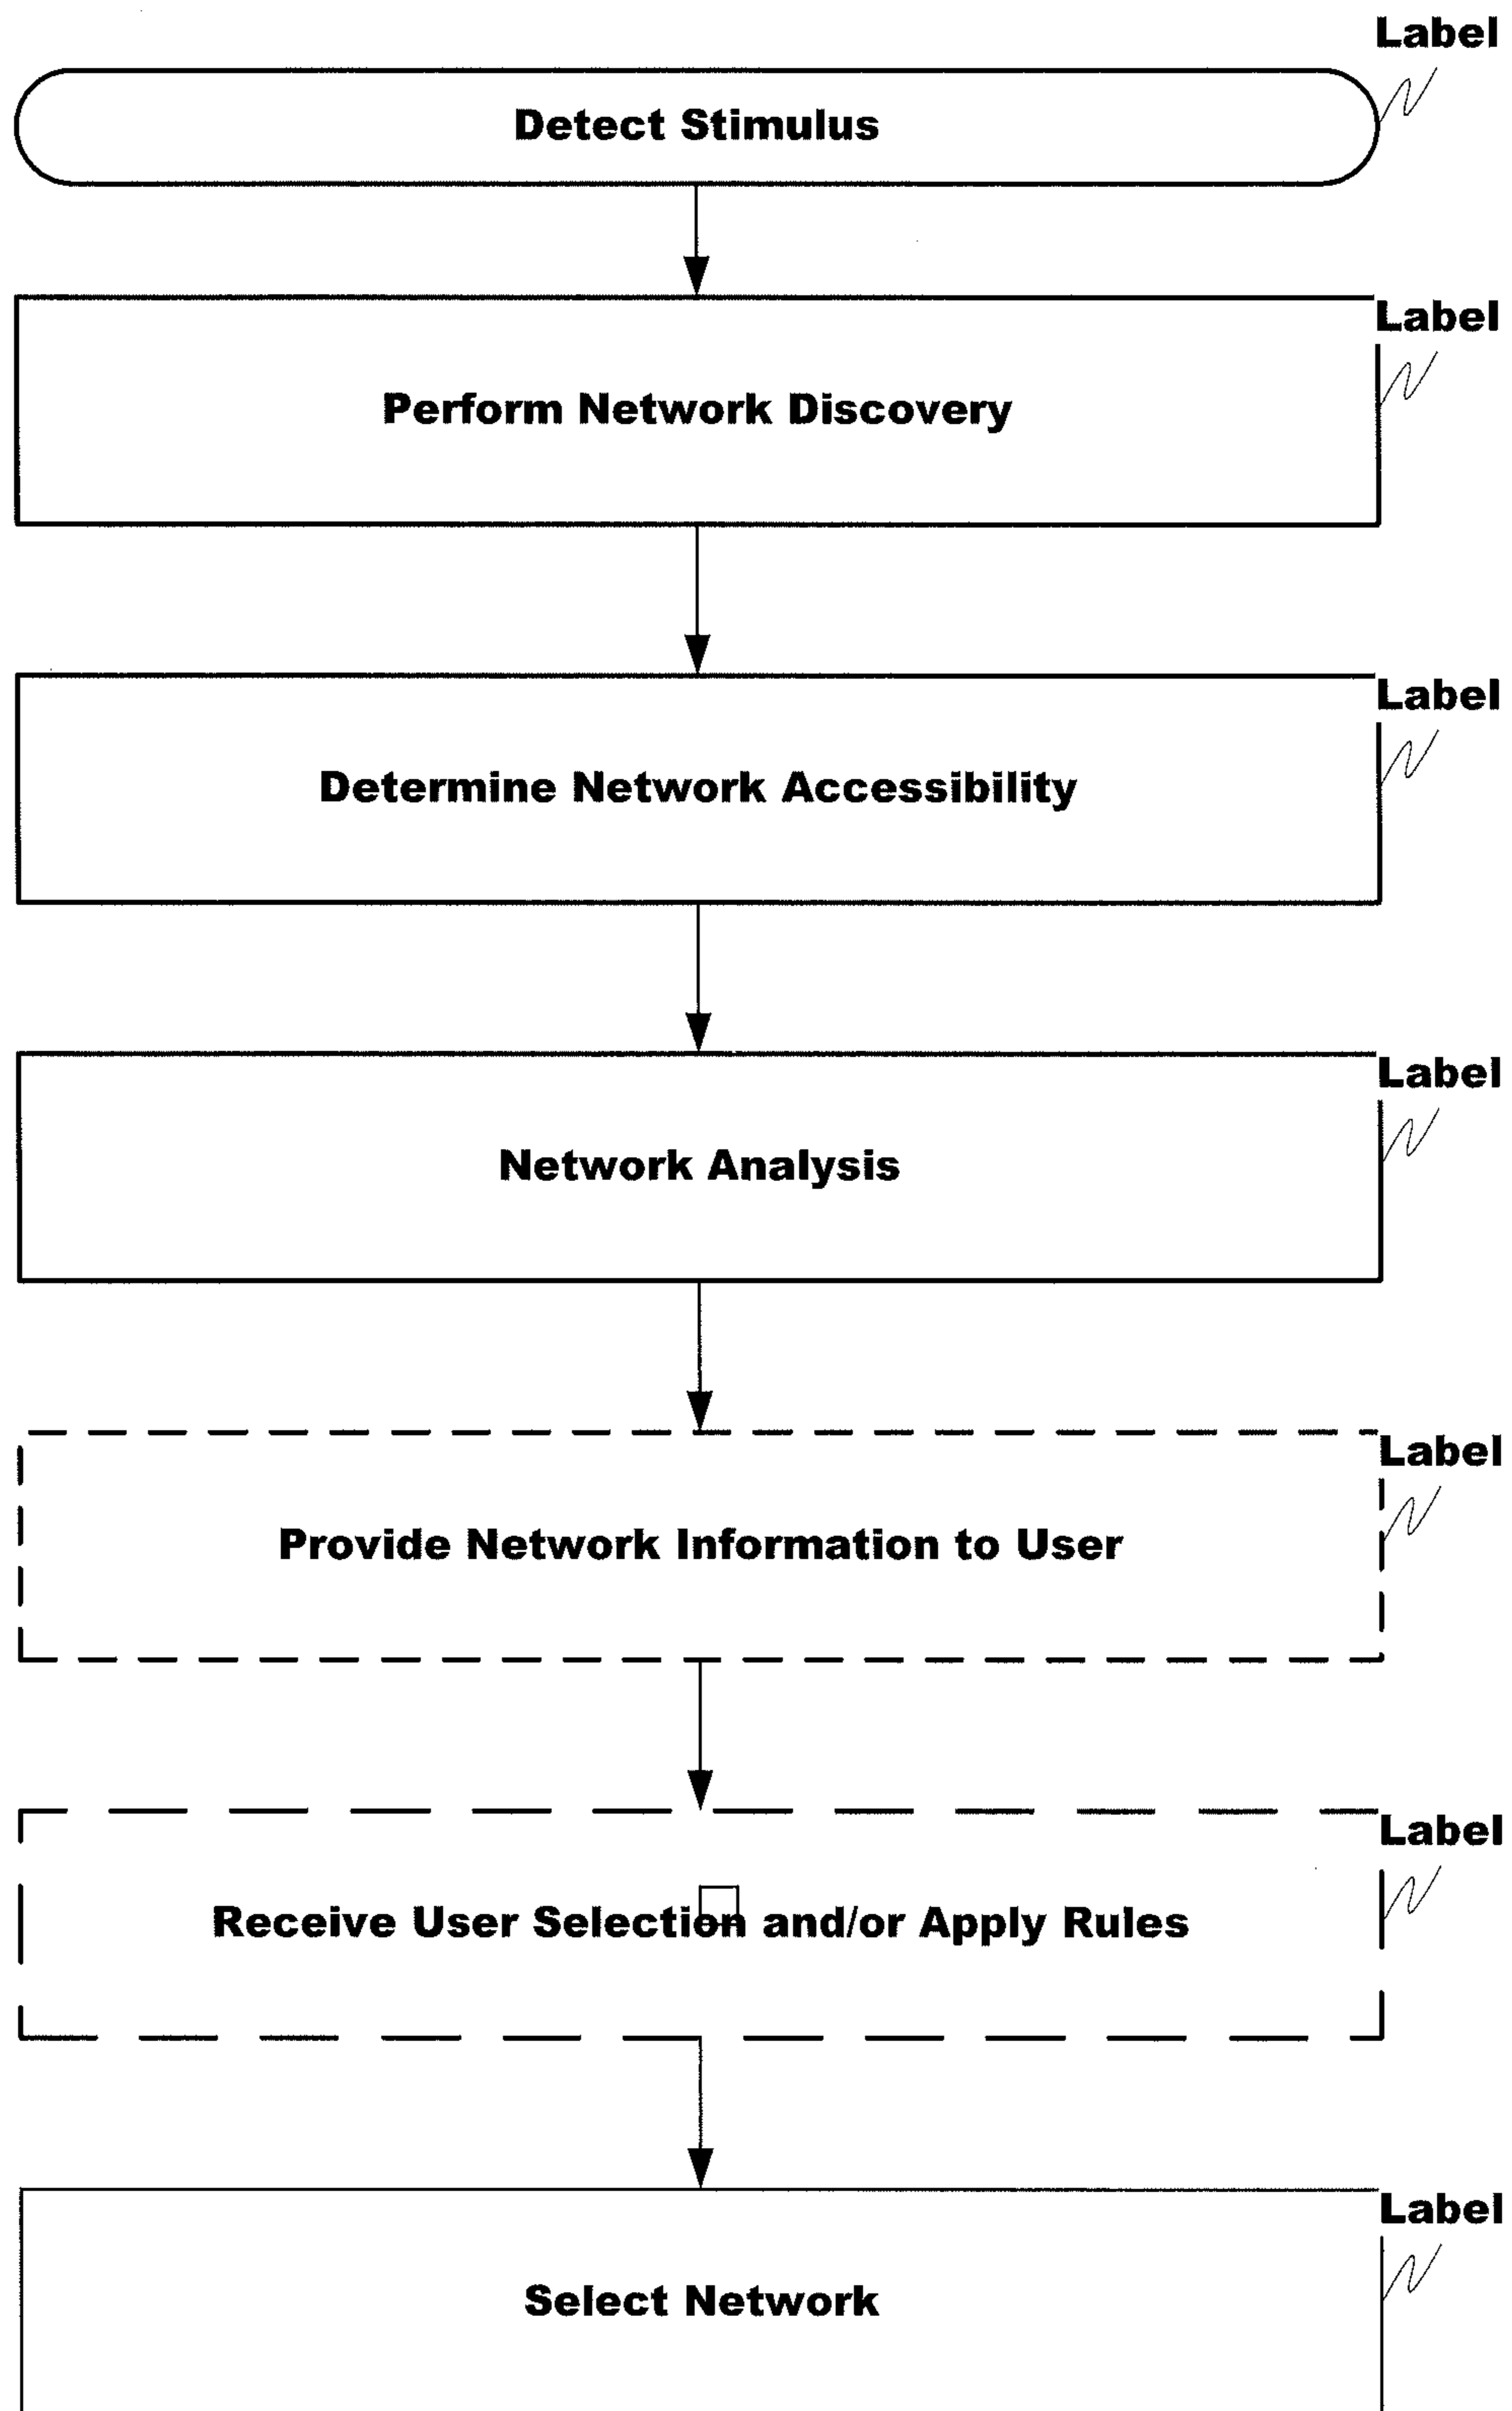 Label
Detect Stimulus
Label
Perform Network Discovery
Label
Determine Network Accessibility
Label
Network Analysis
Label
Provide Network Information to User
Label
Receive User Selection and/or Apply Rules
Label
Select Network